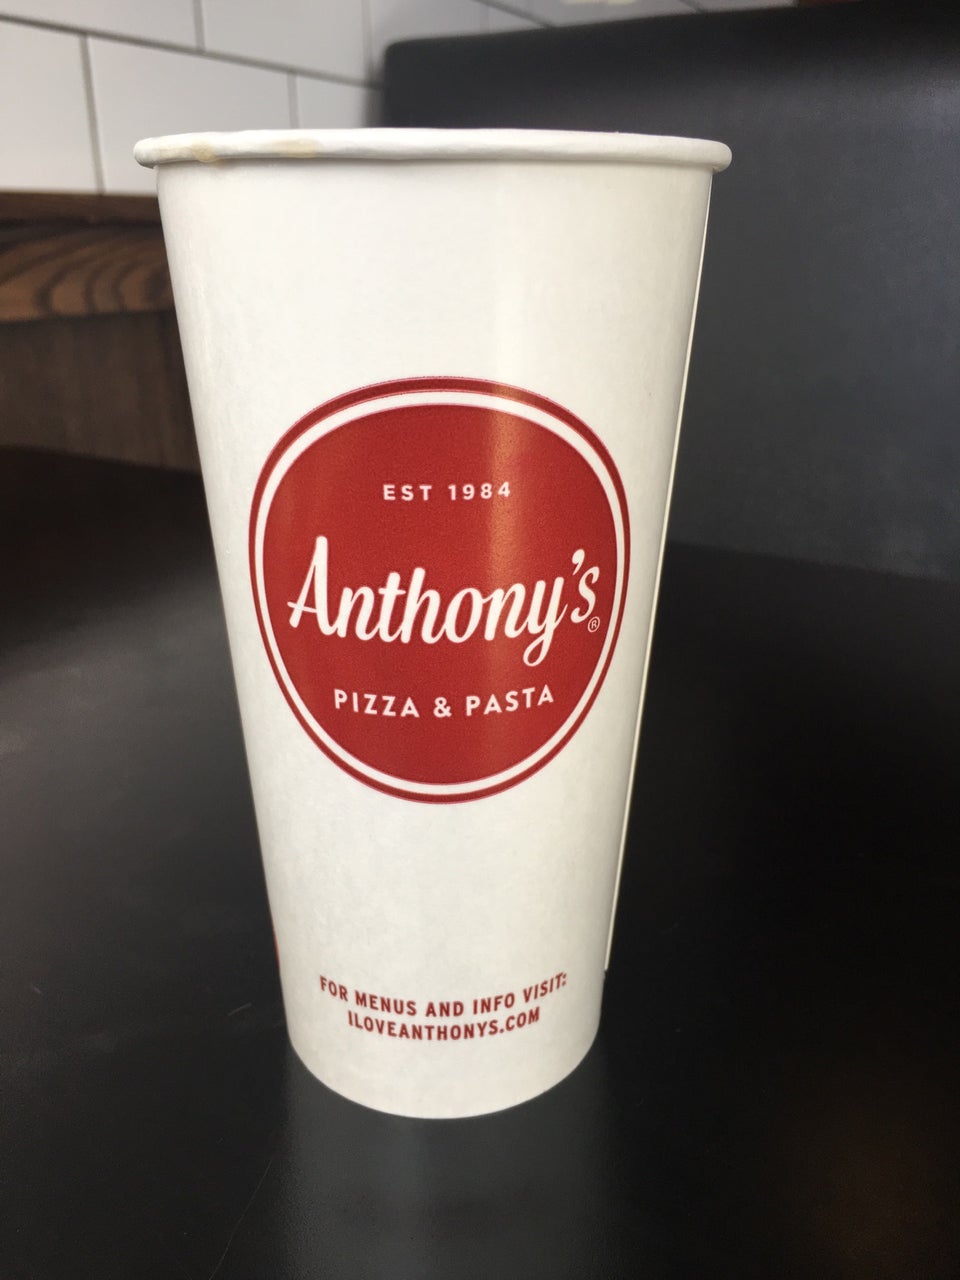 EST 1984
Anthony's®
PIZZA & PASTA
FOR MENUS AND INFO VISIT:
ILOVEANTHONYS.COM